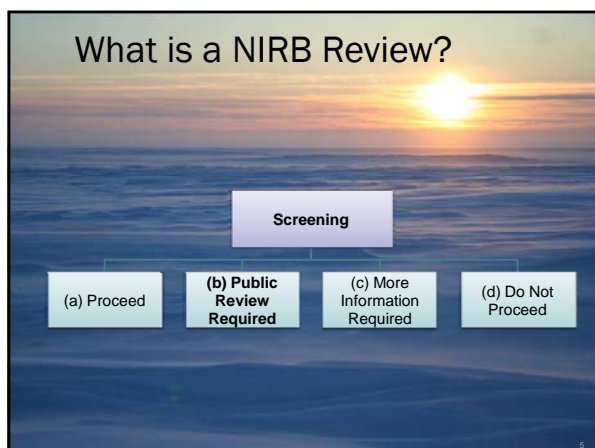 What is a NIRB Review?
Screening
(a) Proceed
(b) Public
Review
Required
(c) More
Information
Required
(d) Do Not
Proceed
5